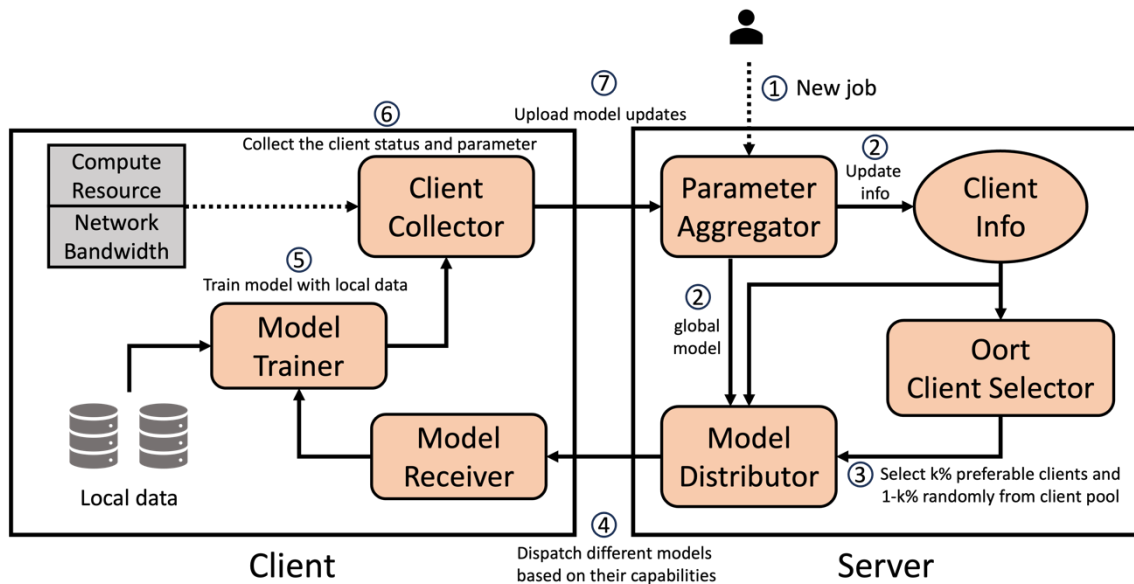 ① New job
⑦
Upload model updates
⑥
Collect the client status and parameter
Compute
Resource
Network
Bandwidth
Client
Collector
Parameter
Aggregator
②
Update
info
Client
Info
⑤
Train model with local data
Model
Trainer
②
global
model
Oort
Client Selector
Local data
Model
Receiver
Model
Distributor
③ Select k% preferable clients and
1-k% randomly from client pool
④
Dispatch different models
based on their capabilities
Client
Server